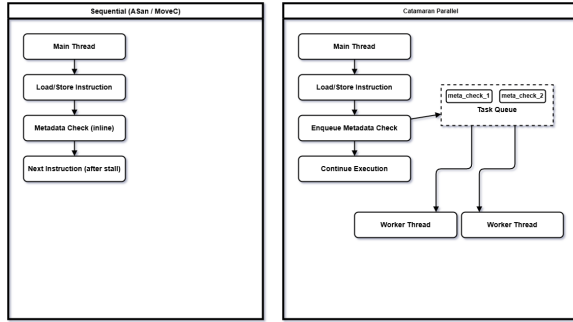 Sequential (ASan / MoveC)
Main Thread
Load/Store Instruction
Metadata Check (inline)
Next Instruction (after stall)
Catamaran Parallel
Main Thread
Load/Store Instruction
Enqueue Metadata Check
Continue Execution
meta_check_1
meta_check_2
Task Queue
Worker Thread
Worker Thread